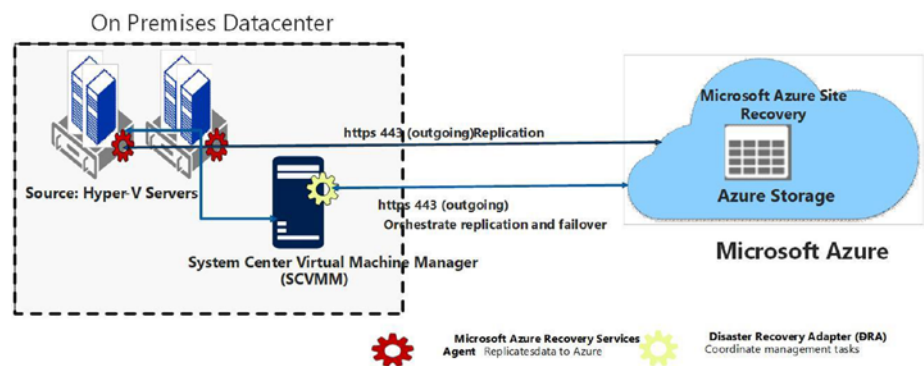 On Premises Datacenter
Microsoft Azure Site
Recovery
https 443 (outgoing)Replication
Source: Hyper-V Servers
Azure Storage
https 443 (outgoing)
Orchestrate replication and failover
System Center Virtual Machine Manager
(SCVMM)
Microsoft Azure
Microsoft Azure Recovery Services
Agent Replicatesdata to Azure
Disaster Recovery Adapter (ĐRA)
Coordinate management tasks